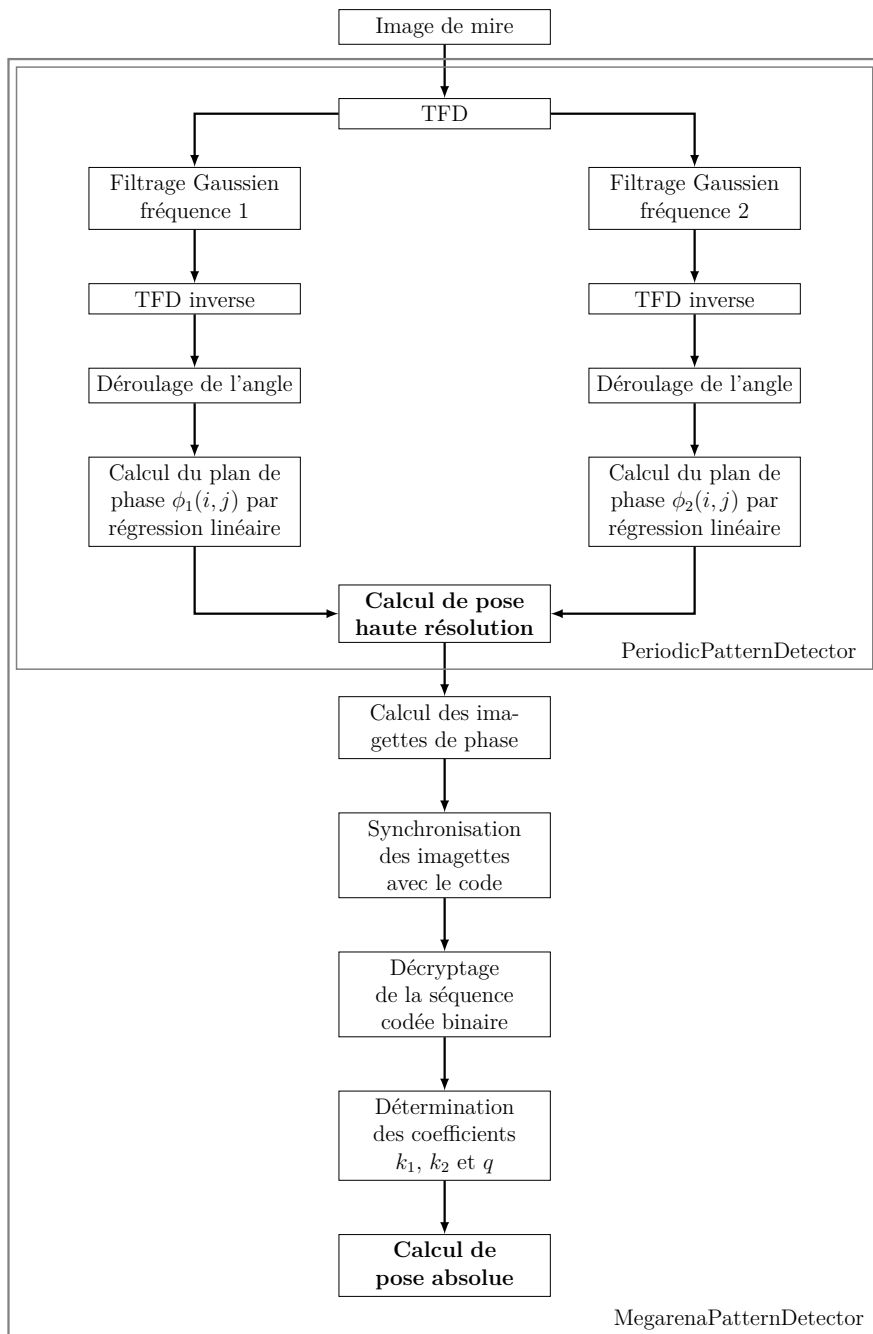 Image de mire
TFD
Filtrage Gaussien
fréquence 1
Filtrage Gaussien
fréquence 2
TFD inverse
TFD inverse
Déroulage de l'angle
Déroulage de l'angle
Calcul du plan de
phase ϕ₁(i, j) par
régression linéaire
Calcul du plan de
phase ϕ₂(i, j) par
régression linéaire
Calcul de pose
haute résolution
PeriodicPatternDetector
Calcul des ima-
gettes de phase
Synchronisation
des imagettes
avec le code
Décryptage
de la séquence
codée binaire
Détermination
des coefficients
k₁, k₂ et q
Calcul de
pose absolue
MegarenaPatternDetector